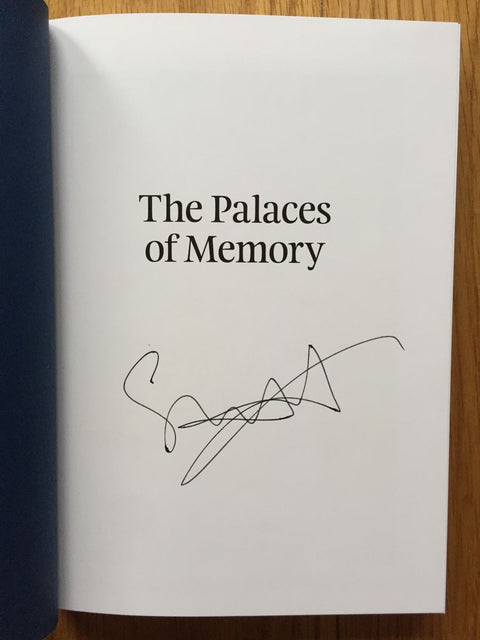 The Palaces
of Memory